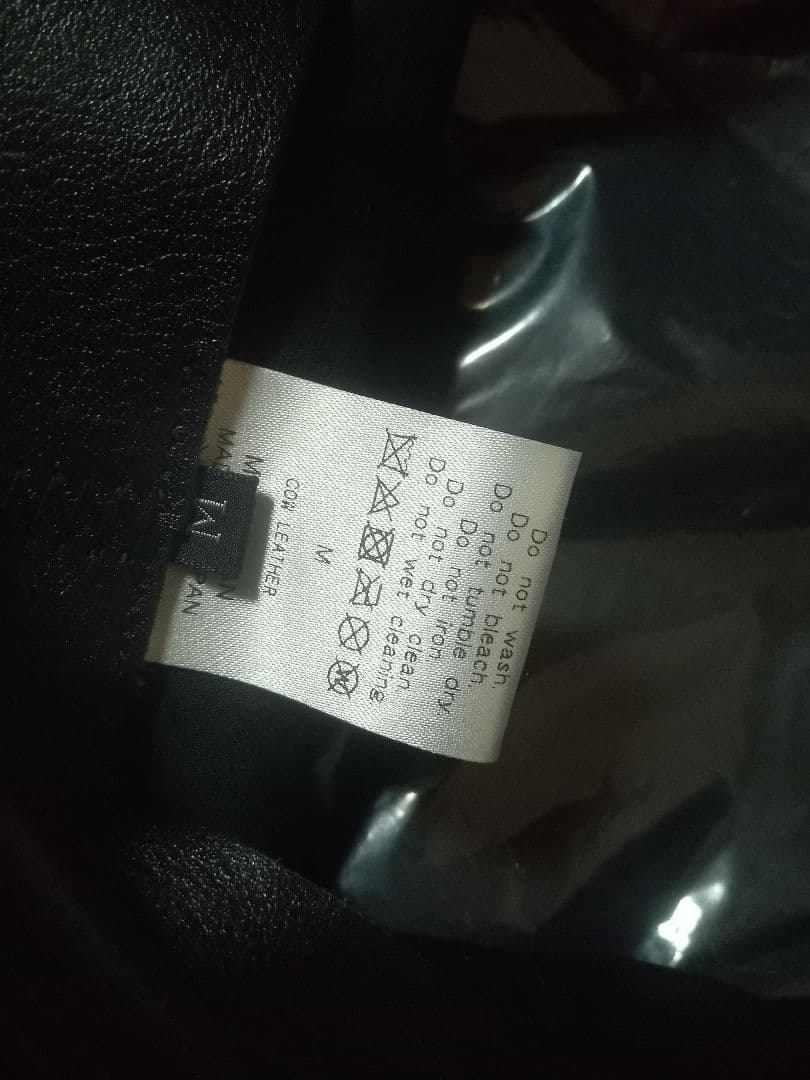 Do not wash.
Do not bleach.
Do not tumble dry.
Do not iron
Do not dry clean
Do not wet cleaning
M
COW LEATHER
M